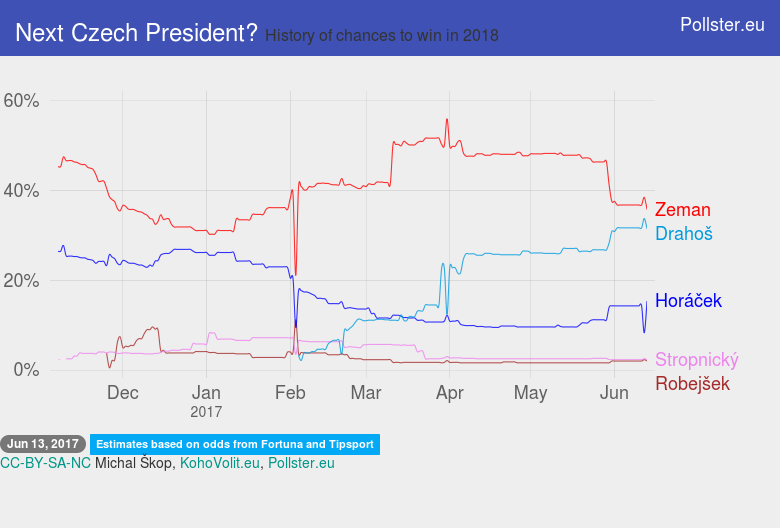 Next Czech President? History of chances to win in 2018
Pollster.eu
60%
40%
20%
0%
Zeman
Drahoš
Horáček
Stropnický
Robejšek
Dec Jan Feb Mar Apr May Jun
2017
Jun 13, 2017 Estimates based on odds from Fortuna and Tipsport
CC-BY-SA-NC Michal Škop, KohoVolit.eu, Pollster.eu